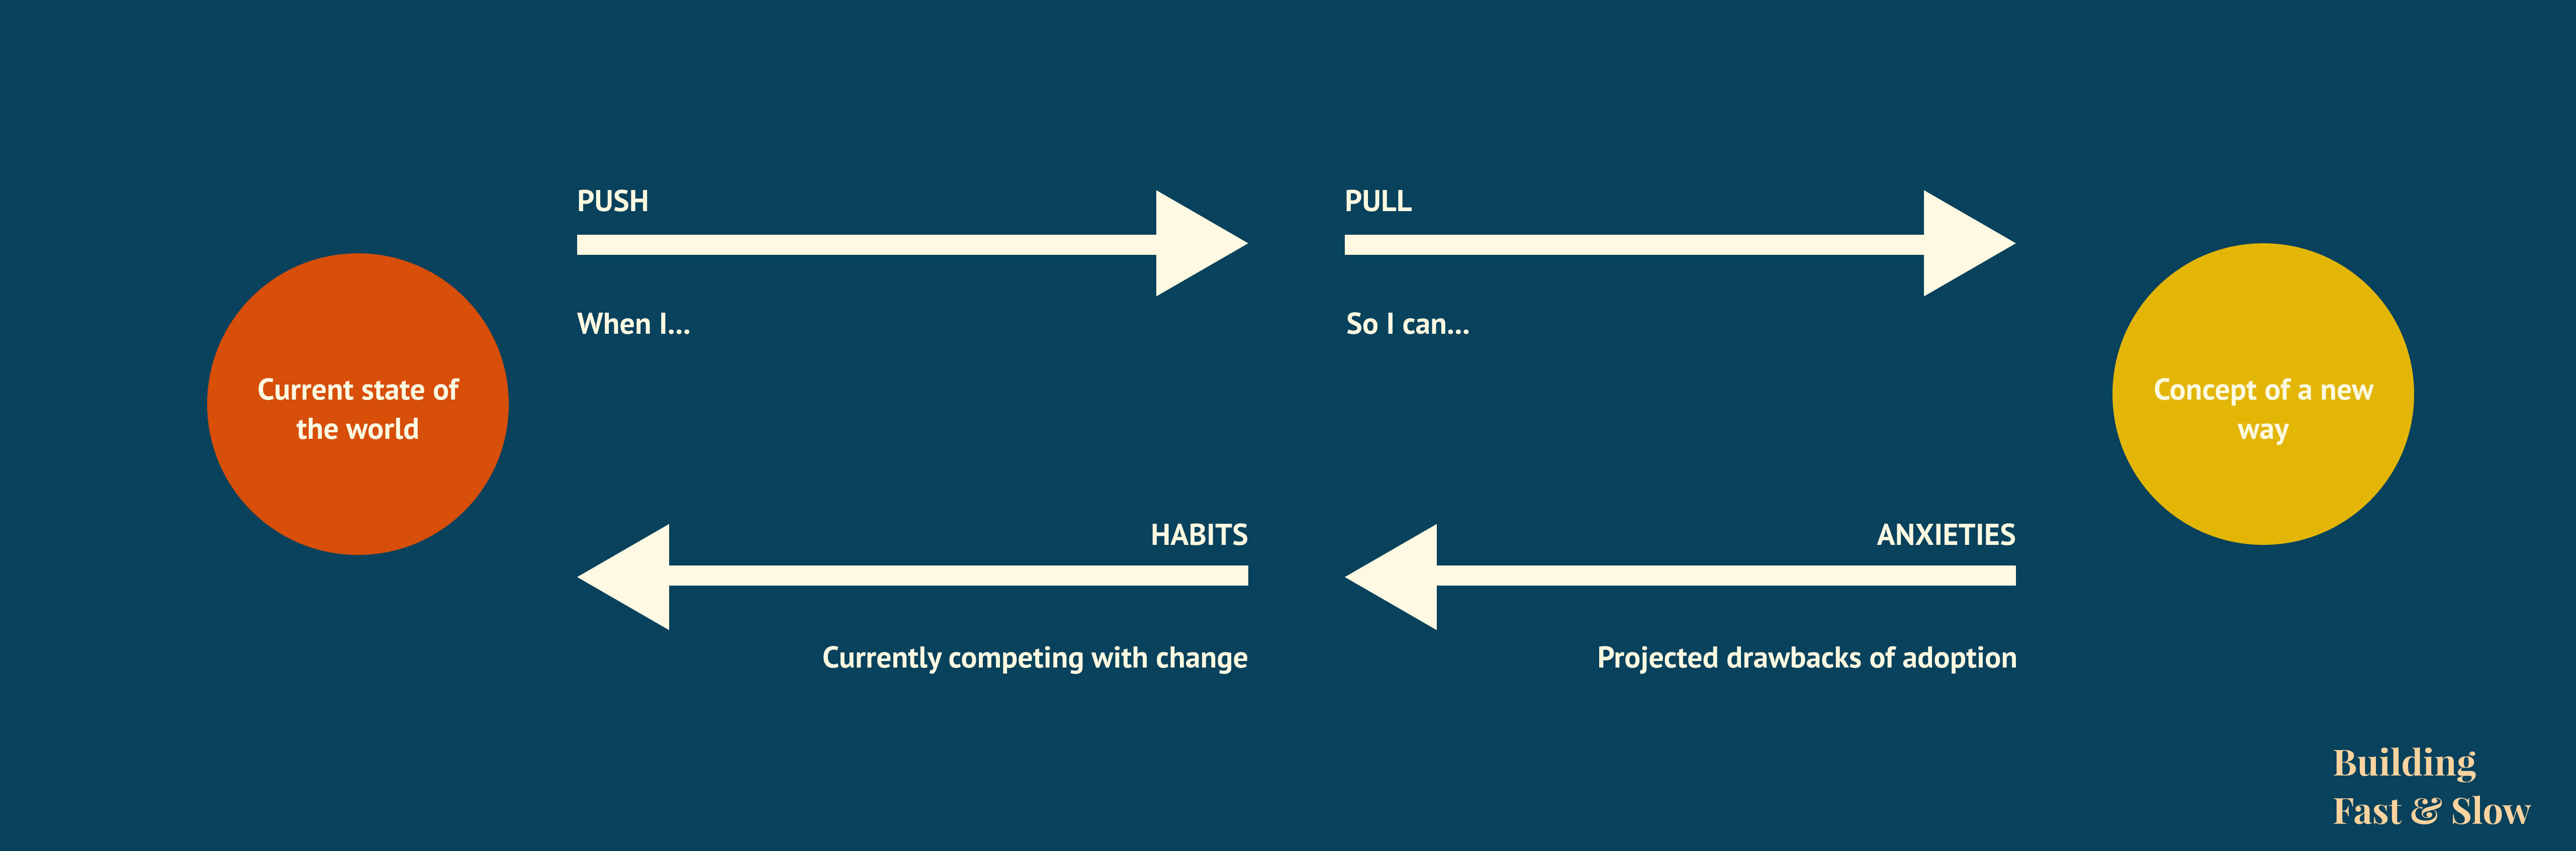 PUSH
When I...
PULL
So I can...
Current state of
the world
Concept of a new
way
HABITS
Currently competing with change
ANXIETIES
Projected drawbacks of adoption
Building
Fast & Slow